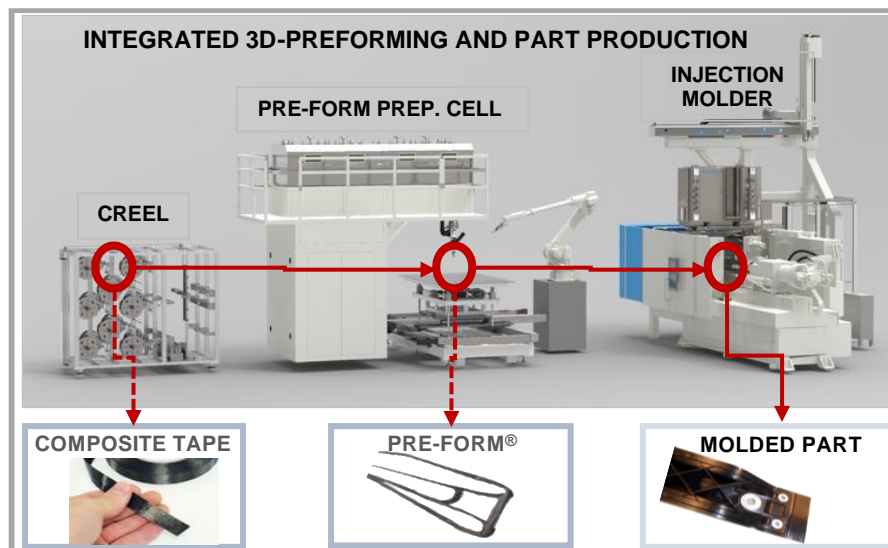 INTEGRATED 3D-PREFORMING AND PART PRODUCTION
INJECTION
MOLDER
PRE-FORM PREP. CELL
CREEL
COMPOSITE TAPE
PRE-FORM®
MOLDED PART